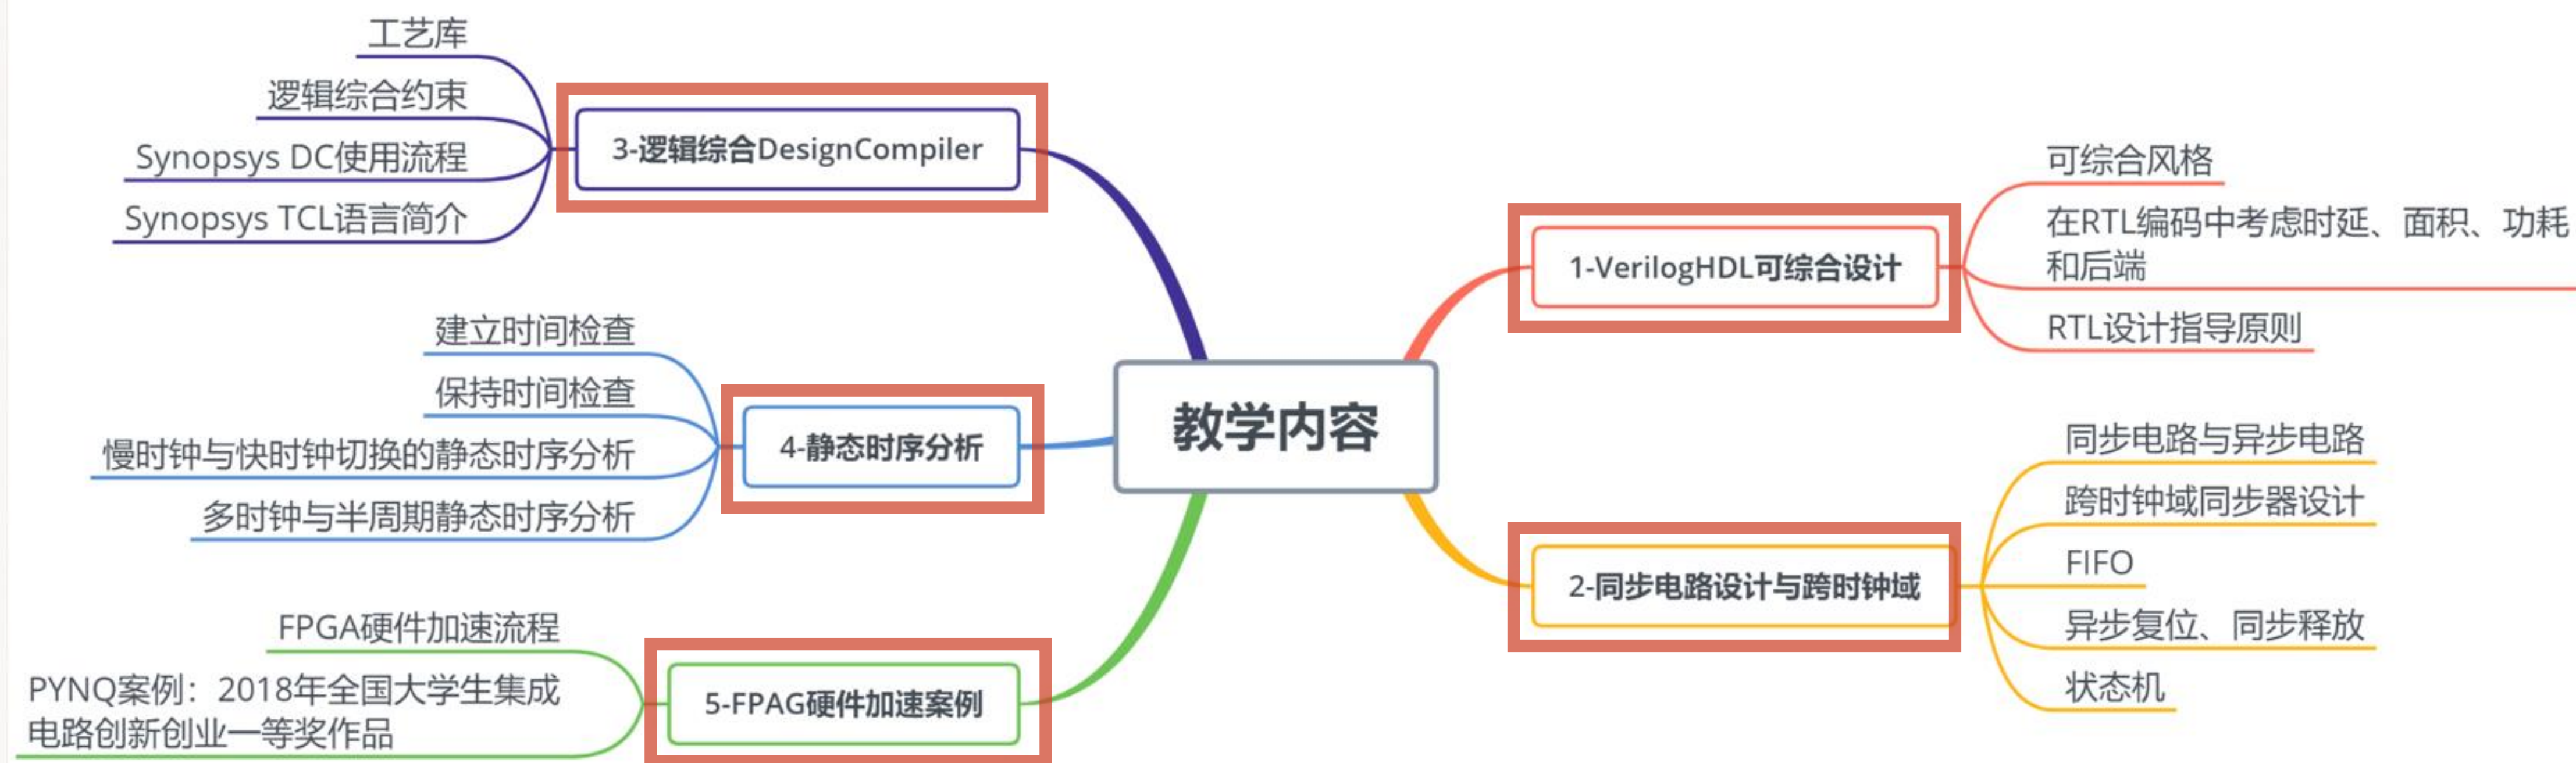 教学内容
1-VerilogHDL可综合设计
可综合风格
在RTL编码中考虑时延、面积、功耗
和后端
RTL设计指导原则
2-同步电路设计与跨时钟域
同步电路与异步电路
跨时钟域同步器设计
FIFO
异步复位、同步释放
状态机
3-逻辑综合DesignCompiler
工艺库
逻辑综合约束
Synopsys DC使用流程
Synopsys TCL语言简介
4-静态时序分析
建立时间检查
保持时间检查
慢时钟与快时钟切换的静态时序分析
多时钟与半周期静态时序分析
5-FPAG硬件加速案例
FPGA硬件加速流程
PYNQ案例：2018年全国大学生集成
电路创新创业一等奖作品